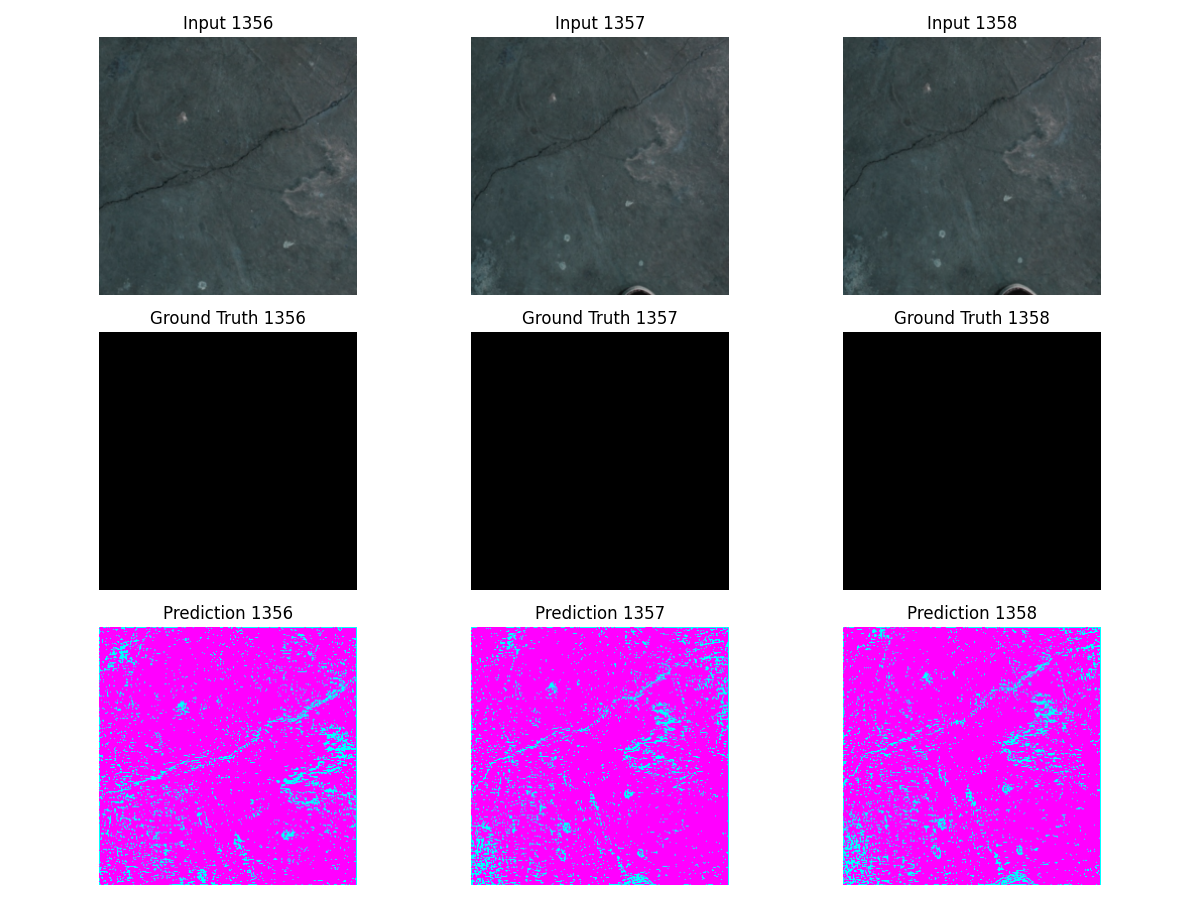 Input 1356
Input 1357
Input 1358
Ground Truth 1356
Ground Truth 1357
Ground Truth 1358
Prediction 1356
Prediction 1357
Prediction 1358